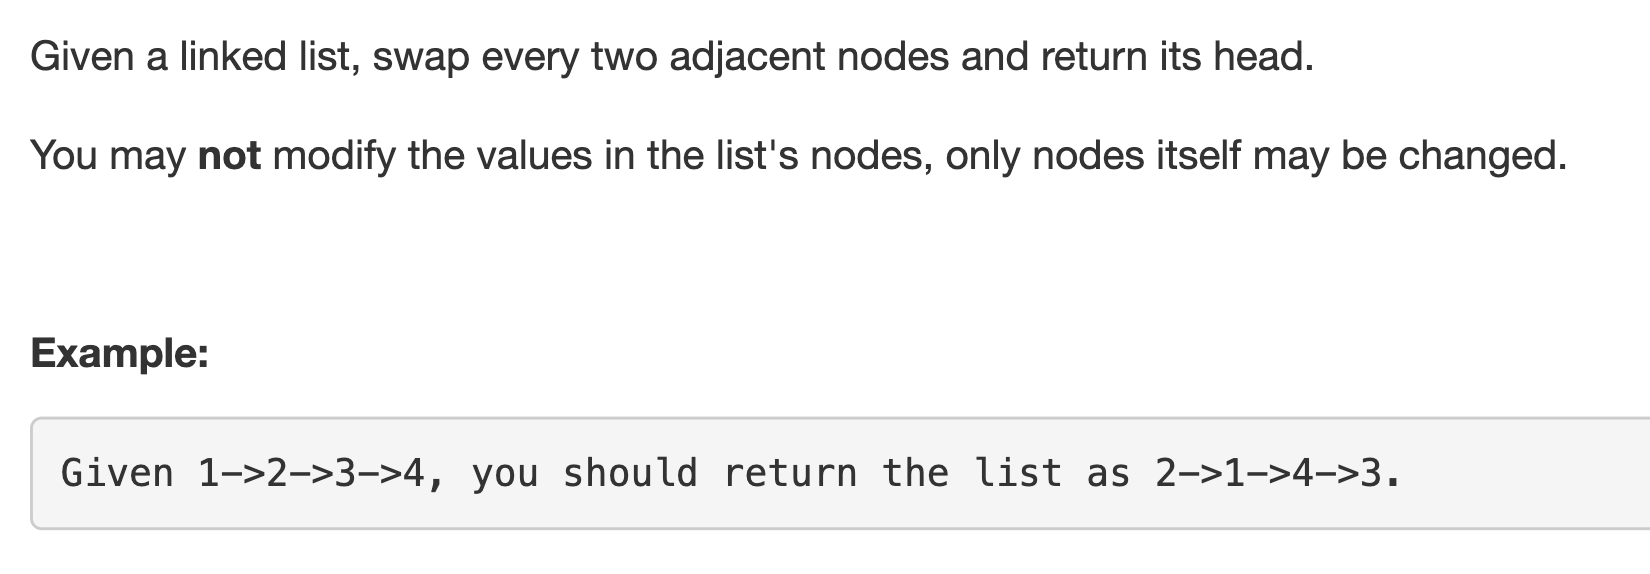 Given a linked list, swap every two adjacent nodes and return its head.
You may not modify the values in the list's nodes, only nodes itself may be changed.
Example:
Given 1->2->3->4, you should return the list as 2->1->4->3.